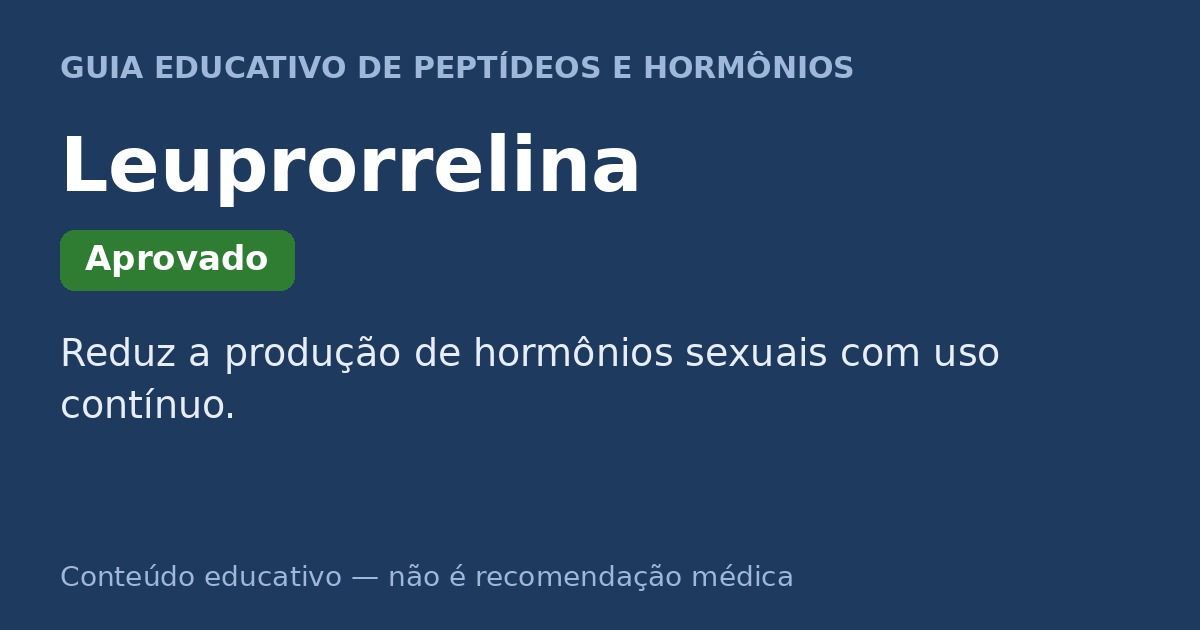 GUIA EDUCATIVO DE PEPTÍDEOS E HORMÔNIOS
Leuprorrelina
Aprovado
Reduz a produção de hormônios sexuais com uso
contínuo.
Conteúdo educativo — não é recomendação médica